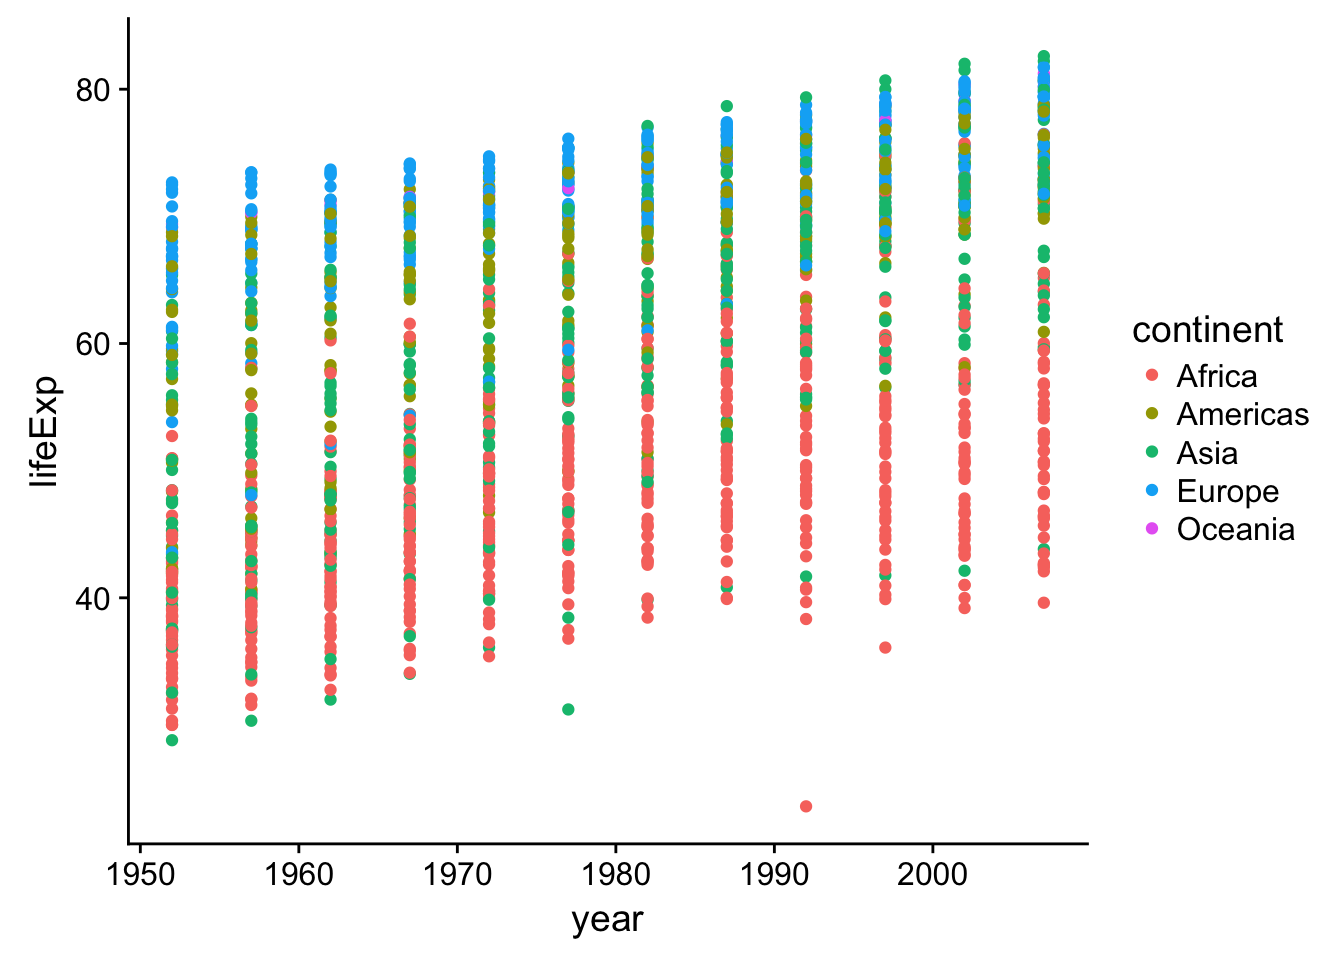 80
60
40
lifeExp
1950 1960 1970 1980 1990 2000
year
continent
Africa
Americas
Asia
Europe
Oceania